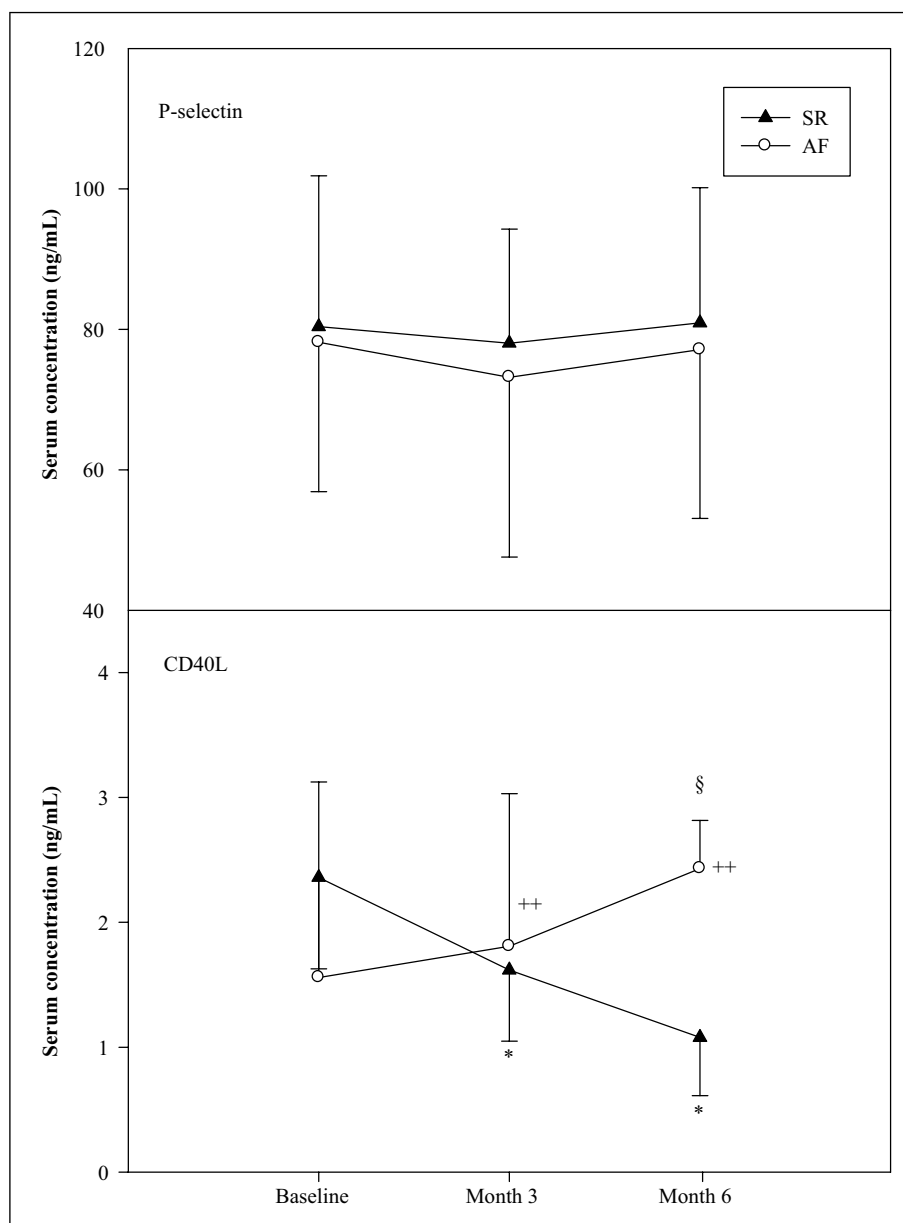 120
P-selectin
SR
AF
100
80
60
40
Serum concentration (ng/mL)
CD40L
4
3
§
++
++
2
1
*
*
0
Serum concentration (ng/mL)
Baseline Month 3 Month 6